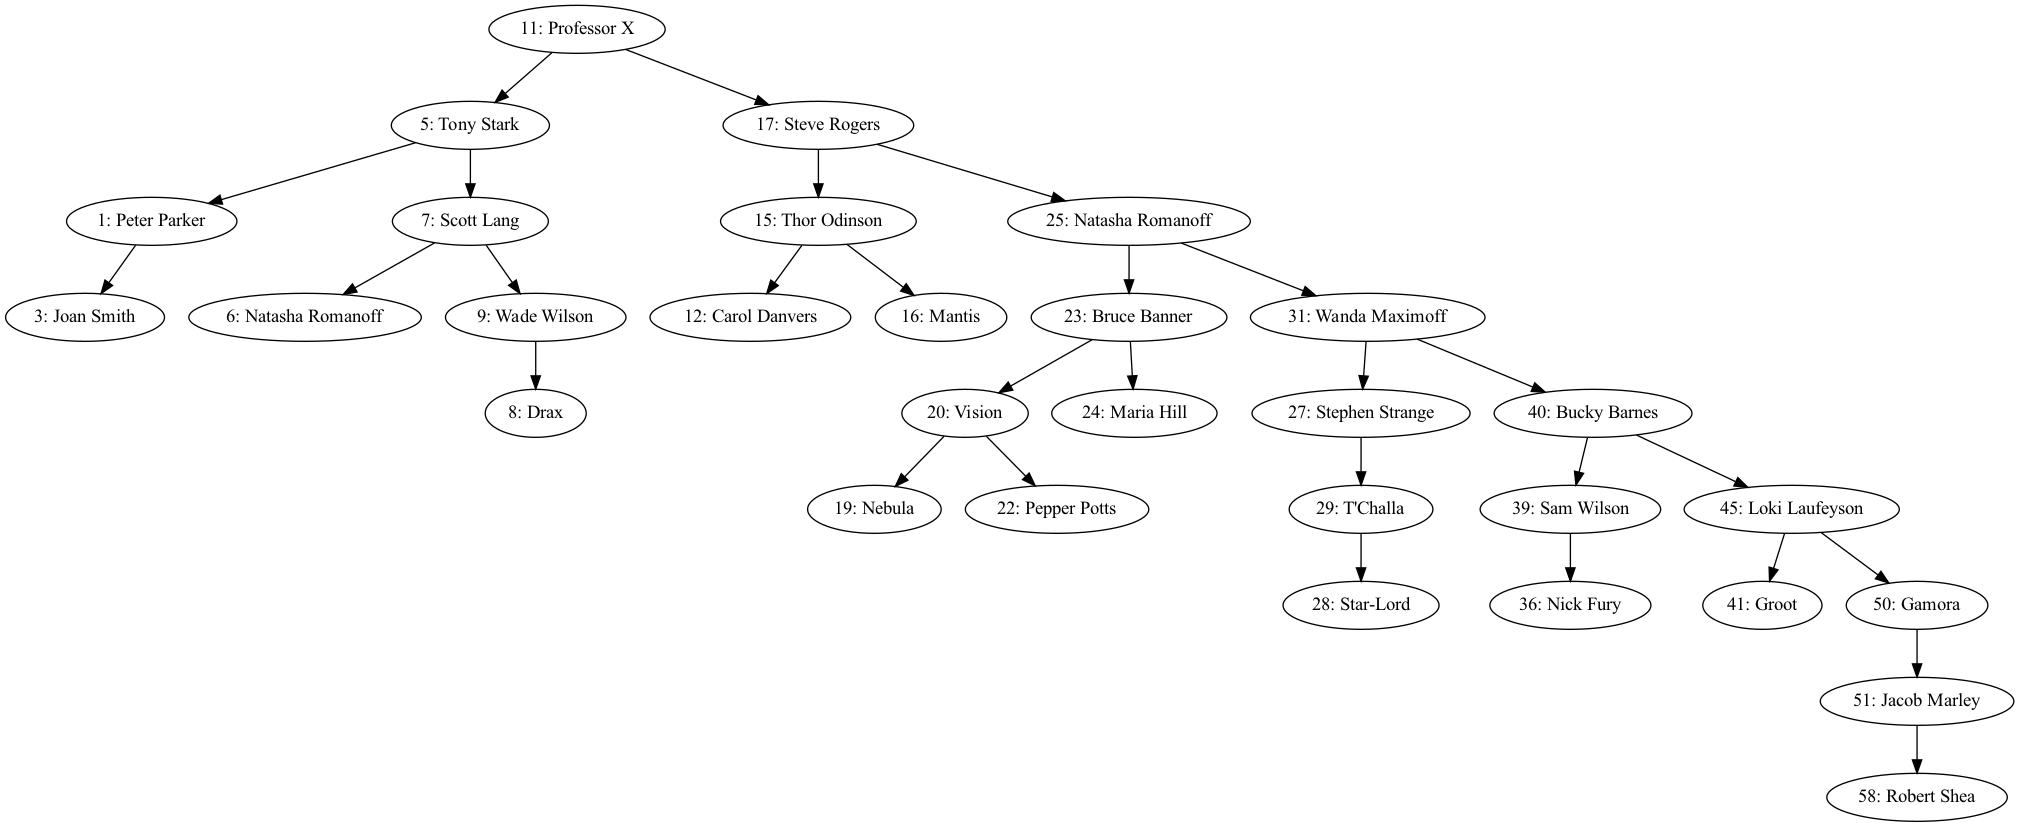 11: Professor X
5: Tony Stark
17: Steve Rogers
1: Peter Parker
7: Scott Lang
15: Thor Odinson
25: Natasha Romanoff
3: Joan Smith
6: Natasha Romanoff
9: Wade Wilson
12: Carol Danvers
16: Mantis
23: Bruce Banner
31: Wanda Maximoff
8: Drax
20: Vision
24: Maria Hill
27: Stephen Strange
40: Bucky Barnes
19: Nebula
22: Pepper Potts
29: T'Challa
39: Sam Wilson
45: Loki Laufeyson
28: Star-Lord
36: Nick Fury
41: Groot
50: Gamora
51: Jacob Marley
58: Robert Shea